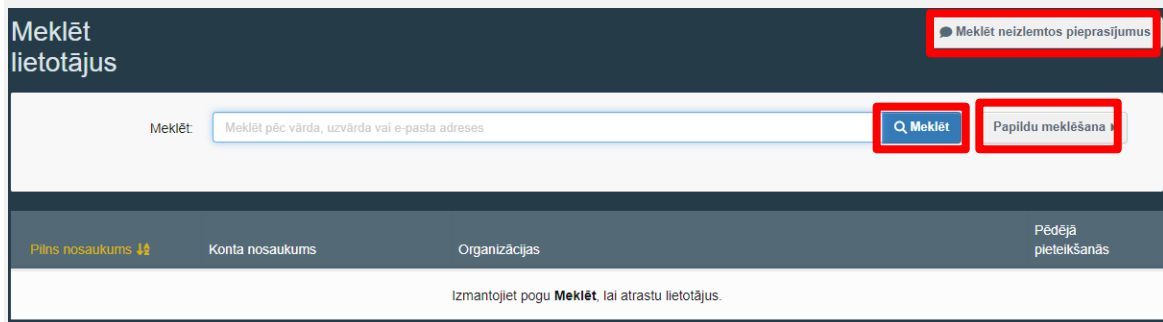 Meklēt
lietotājus
Meklēt neizlemtos pieprasījumus
Meklēt:
Meklēt pēc vārda, uzvārda vai e-pasta adreses
Meklēt
Papildu meklēšana
Pilns nosaukums
Konta nosaukums
Organizācijas
Pēdējā
pieteikšanās
Izmantojiet pogu Meklēt, lai atrastu lietotājus.